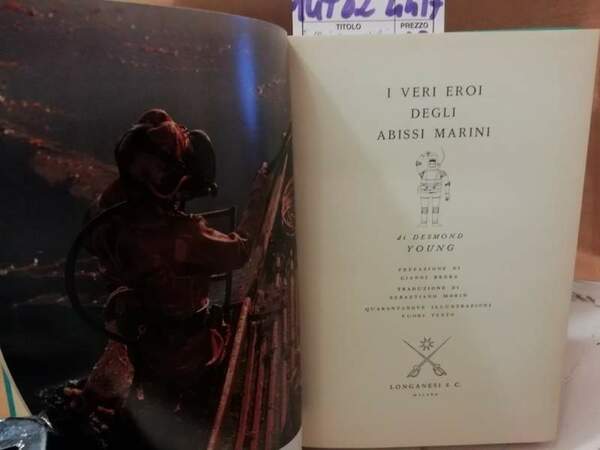 TITOLO
PREZZO
I VERI EROI
DEGLI
ABISSI MARINI
di DESMOND
YOUNG
PREFAZIONE DI
GIANNI BRERA
TRADUZIONE DI
SEBASTIANO MORIN
QUARANTANOVE ILLUSTRAZIONI
FUORI TESTO
LONGANESI & C.
MILANO